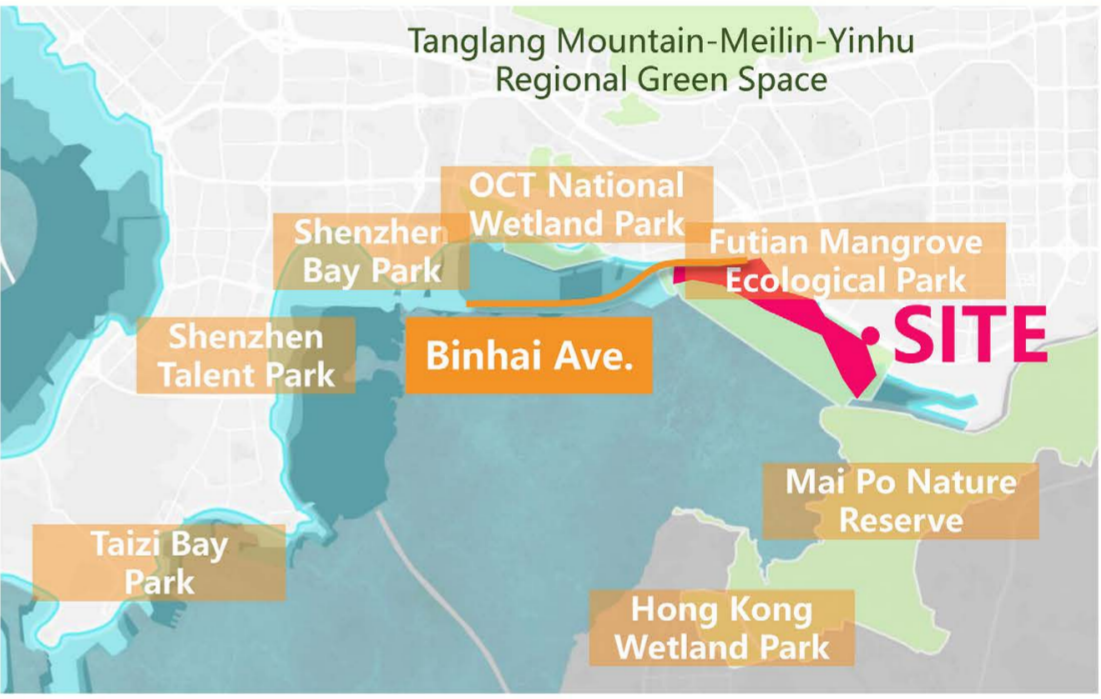 Tanglang Mountain-Meilin-Yinhu
Regional Green Space
OCT National
Wetland Park
Shenzhen
Bay Park
Futian Mangrove
Ecological Park
SITE
Shenzhen
Talent Park
Binhai Ave.
Mai Po Nature
Reserve
Taizi Bay
Park
Hong Kong
Wetland Park